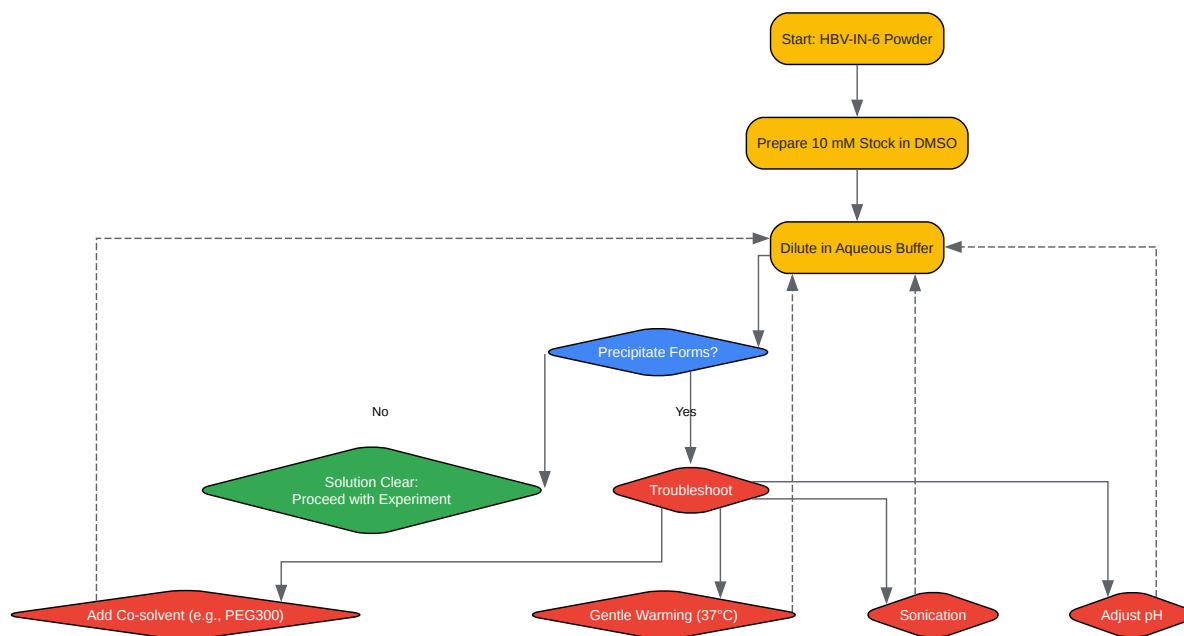 Start: HBV-IN-6 Powder
Prepare 10 mM Stock in DMSO
Dilute in Aqueous Buffer
Precipitate Forms?
No
Yes
Solution Clear:
Proceed with Experiment
Troubleshoot
Add Co-solvent (e.g., PEG300)
Gentle Warming (37°C)
Sonication
Adjust pH